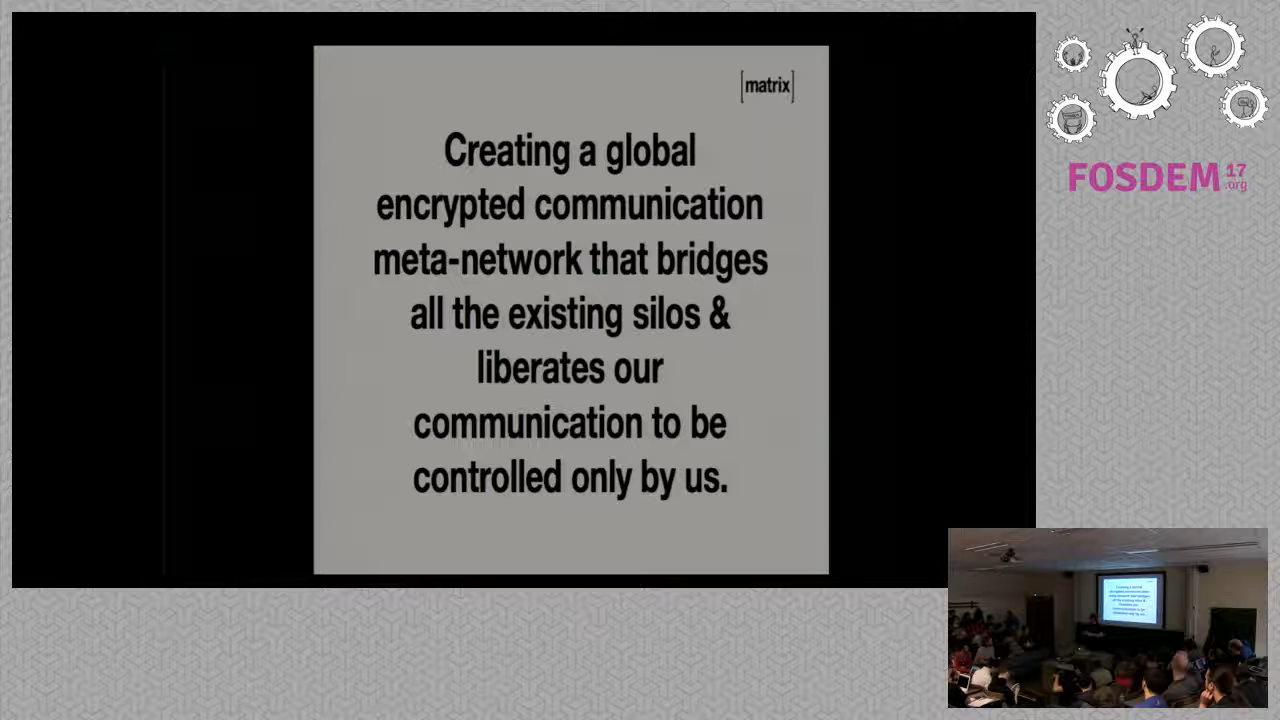 [matrix]
Creating a global
encrypted communication
meta-network that bridges
all the existing silos &
liberates our
communication to be
controlled only by us.
FOSDEM 17
.org